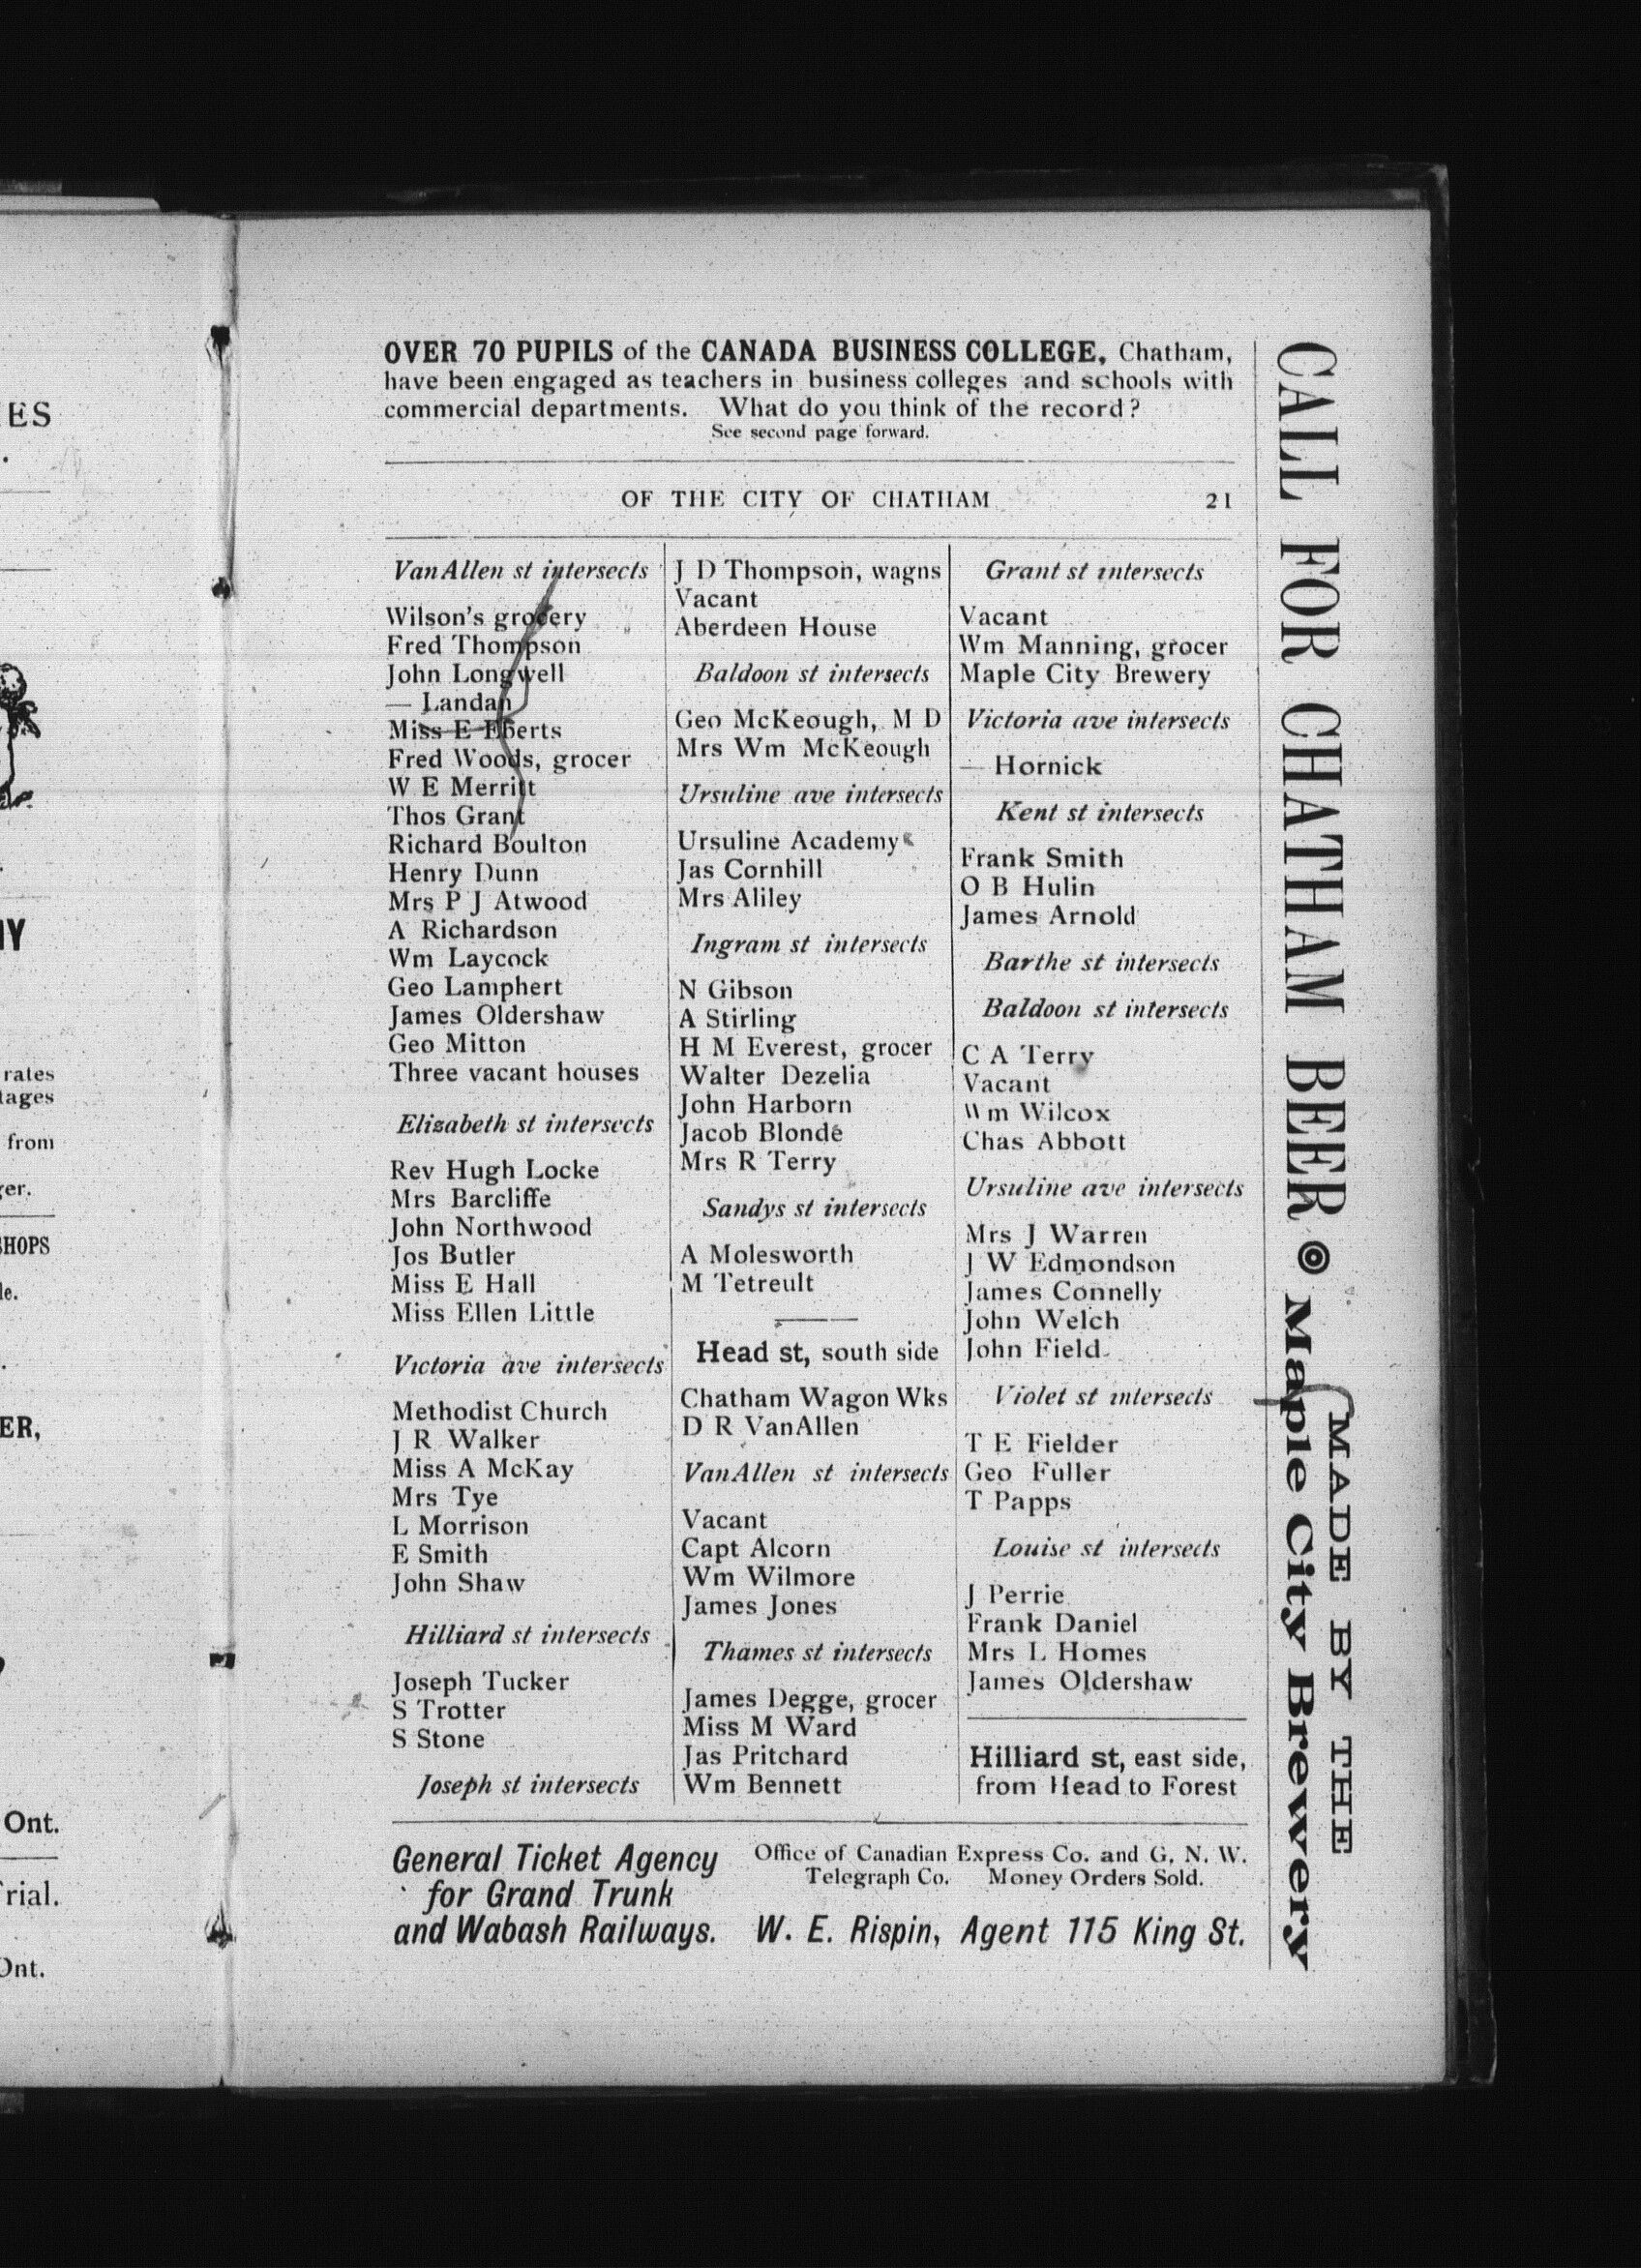 ES
.
IY
rates
tages
from
ger.
SHOPS
le.
.
ER,
Ont.
rial.
Ont.
OVER 70 PUPILS of the CANADA BUSINESS COLLEGE, Chatham,
have been engaged as teachers in business colleges and schools with
commercial departments. What do you think of the record?
See second page forward.
OF THE CITY OF CHATHAM 21
VanAllen st intersects
Wilson's grocery
Fred Thompson
John Longwell
— Landan
Miss E Eberts
Fred Woods, grocer
W E Merritt
Thos Grant
Richard Boulton
Henry Dunn
Mrs P J Atwood
A Richardson
Wm Laycock
Geo Lamphert
James Oldershaw
Geo Mitton
Three vacant houses
Elizabeth st intersects
Rev Hugh Locke
Mrs Barcliffe
John Northwood
Jos Butler
Miss E Hall
Miss Ellen Little
Victoria ave intersects
Methodist Church
J R Walker
Miss A McKay
Mrs Tye
L Morrison
E Smith
John Shaw
Hilliard st intersects
Joseph Tucker
S Trotter
S Stone
Joseph st intersects
J D Thompson, wagns
Vacant
Aberdeen House
Baldoon st intersects
Geo McKeough, M D
Mrs Wm McKeough
Ursuline ave intersects
Ursuline Academy
Jas Cornhill
Mrs Aliley
Ingram st intersects
N Gibson
A Stirling
H M Everest, grocer
Walter Dezelia
John Harborn
Jacob Blonde
Mrs R Terry
Sandys st intersects
A Molesworth
M Tetreult
Head st, south side
Chatham Wagon Wks
D R VanAllen
VanAllen st intersects
Vacant
Capt Alcorn
Wm Wilmore
James Jones
Thames st intersects
James Degge, grocer
Miss M Ward
Jas Pritchard
Wm Bennett
Grant st intersects
Vacant
Wm Manning, grocer
Maple City Brewery
Victoria ave intersects
— Hornick
Kent st intersects
Frank Smith
O B Hulin
James Arnold
Barthe st intersects
Baldoon st intersects
C A Terry
Vacant
Wm Wilcox
Chas Abbott
Ursuline ave intersects
Mrs J Warren
J W Edmondson
James Connelly
John Welch
John Field
Violet st intersects
T E Fielder
Geo Fuller
T Papps
Louise st intersects
J Perrie
Frank Daniel
Mrs L Homes
James Oldershaw
Hilliard st, east side,
from Head to Forest
General Ticket Agency
for Grand Trunk
and Wabash Railways.
Office of Canadian Express Co. and G. N. W.
Telegraph Co. Money Orders Sold.
W. E. Rispin, Agent 115 King St.
CALL FOR CHATHAM BEER
MADE BY THE
Maple City Brewery